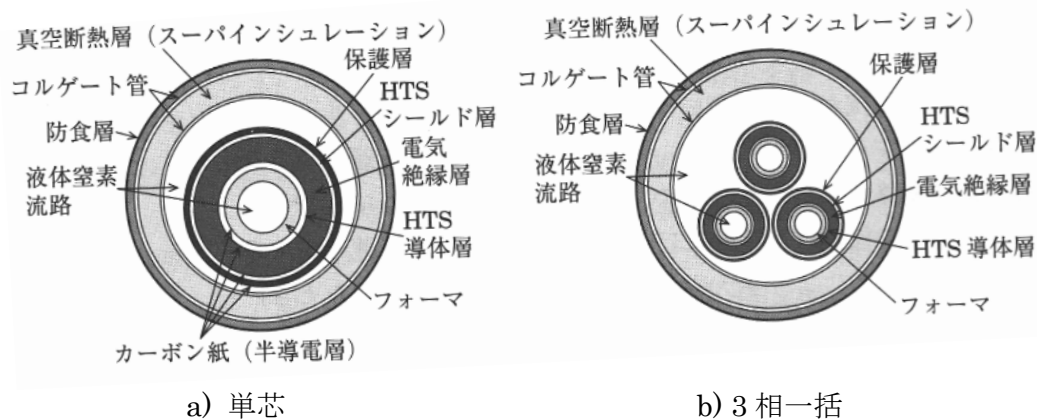 真空断熱層（スーパインシュレーション）
コルゲート管
防食層
液体窒素
流路
保護層
HTS
シールド層
電気
絶縁層
HTS
導体層
フォーマ
カーボン紙（半導電層）
a) 単芯
真空断熱層（スーパインシュレーション）
コルゲート管
防食層
液体窒素
流路
保護層
HTS
シールド層
電気絶縁層
HTS 導体層
フォーマ
b) 3 相一括